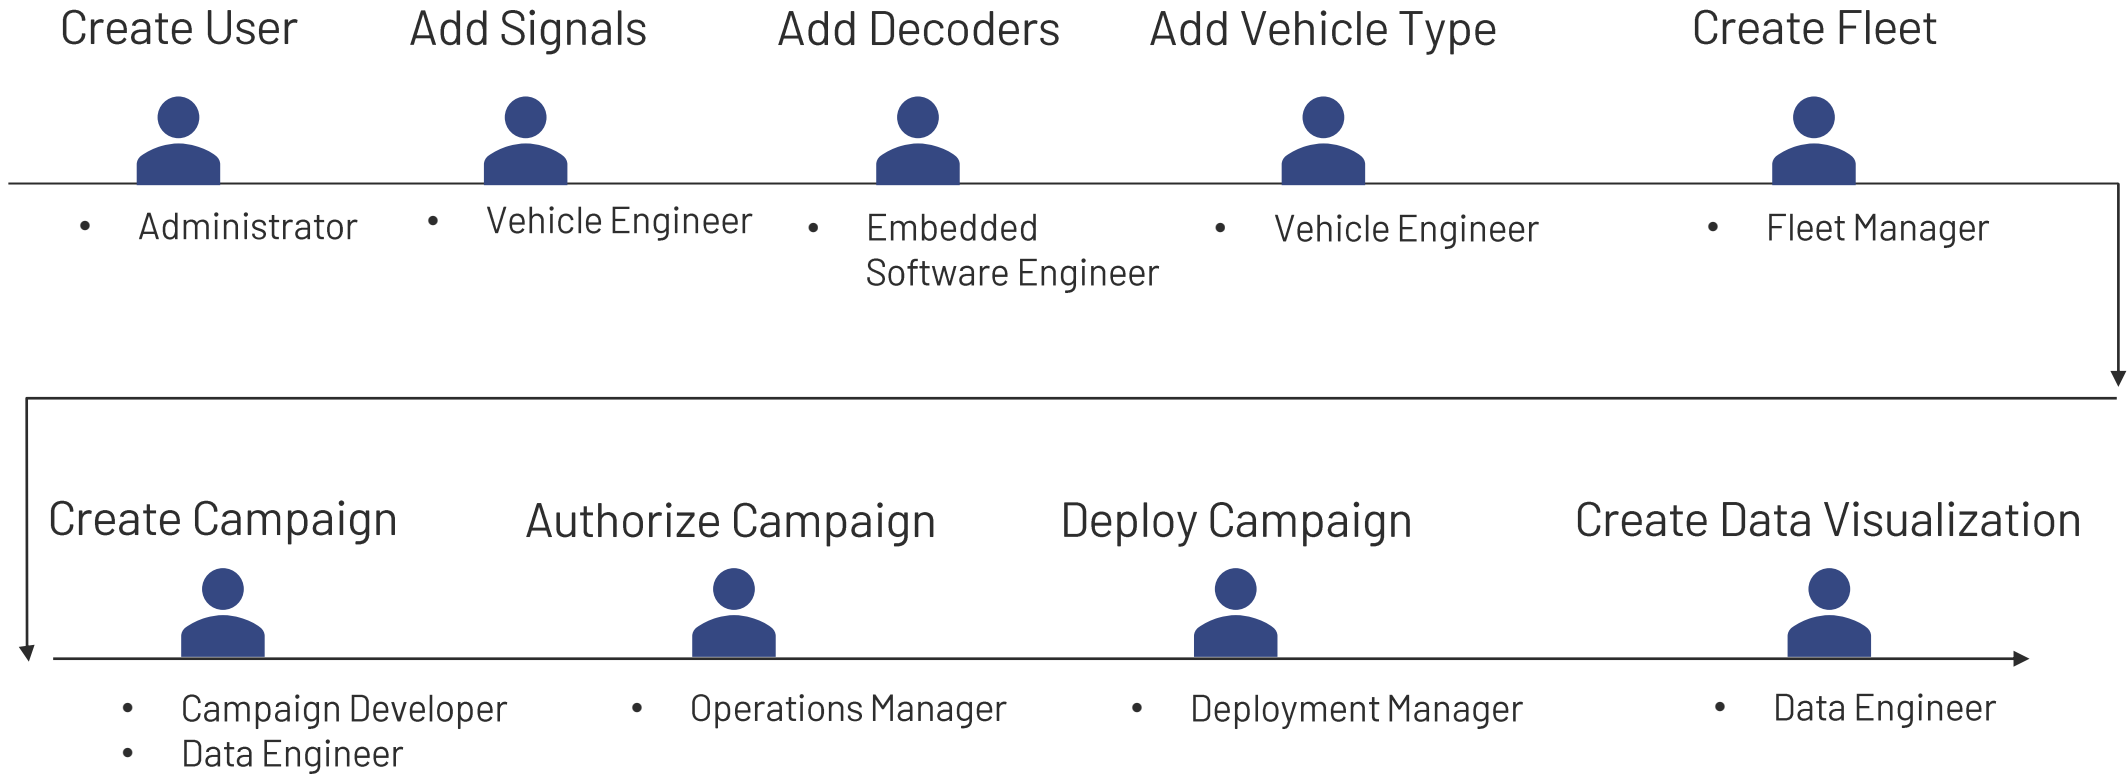 Create User
Add Signals
Add Decoders
Add Vehicle Type
Create Fleet
• Administrator
• Vehicle Engineer
• Embedded
Software Engineer
• Vehicle Engineer
• Fleet Manager
Create Campaign
Authorize Campaign
Deploy Campaign
Create Data Visualization
• Campaign Developer
• Data Engineer
• Operations Manager
• Deployment Manager
• Data Engineer